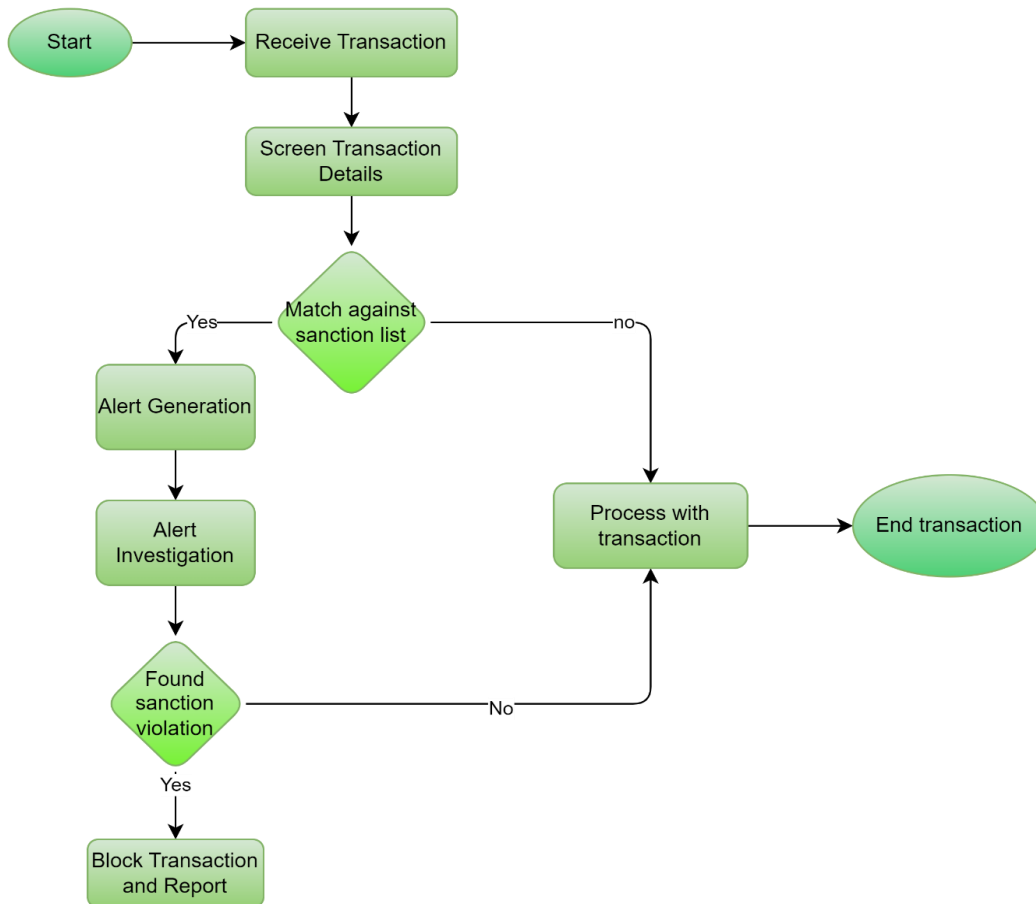 Start
Receive Transaction
Screen Transaction
Details
Match against
sanction list
Yes
no
Alert Generation
Alert
Investigation
Process with
transaction
End transaction
Found
sanction
violation
No
Yes
Block Transaction
and Report